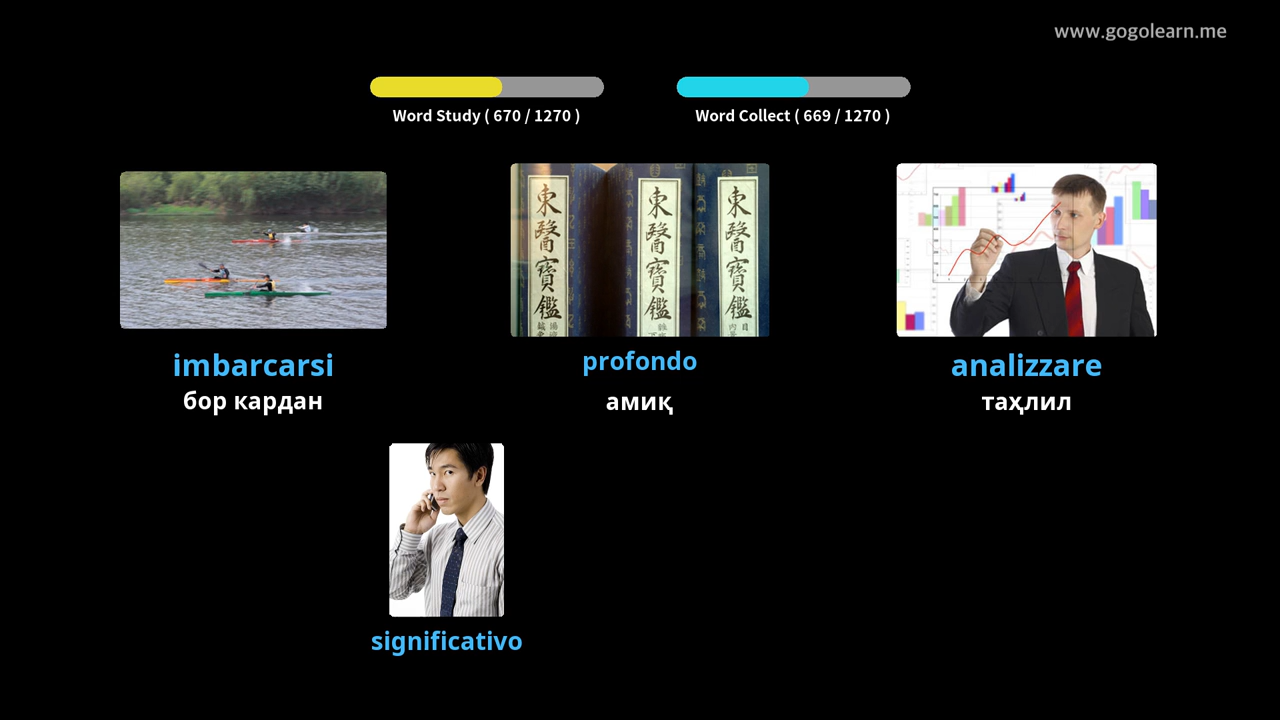 www.gogolearn.me
Word Study ( 670 / 1270 )
Word Collect ( 669 / 1270 )
東醫寶鑑
東醫寶鑑
東醫寶鑑
imbarcarsi
бор кардан
profondo
амиқ
analizzare
таҳлил
significativo